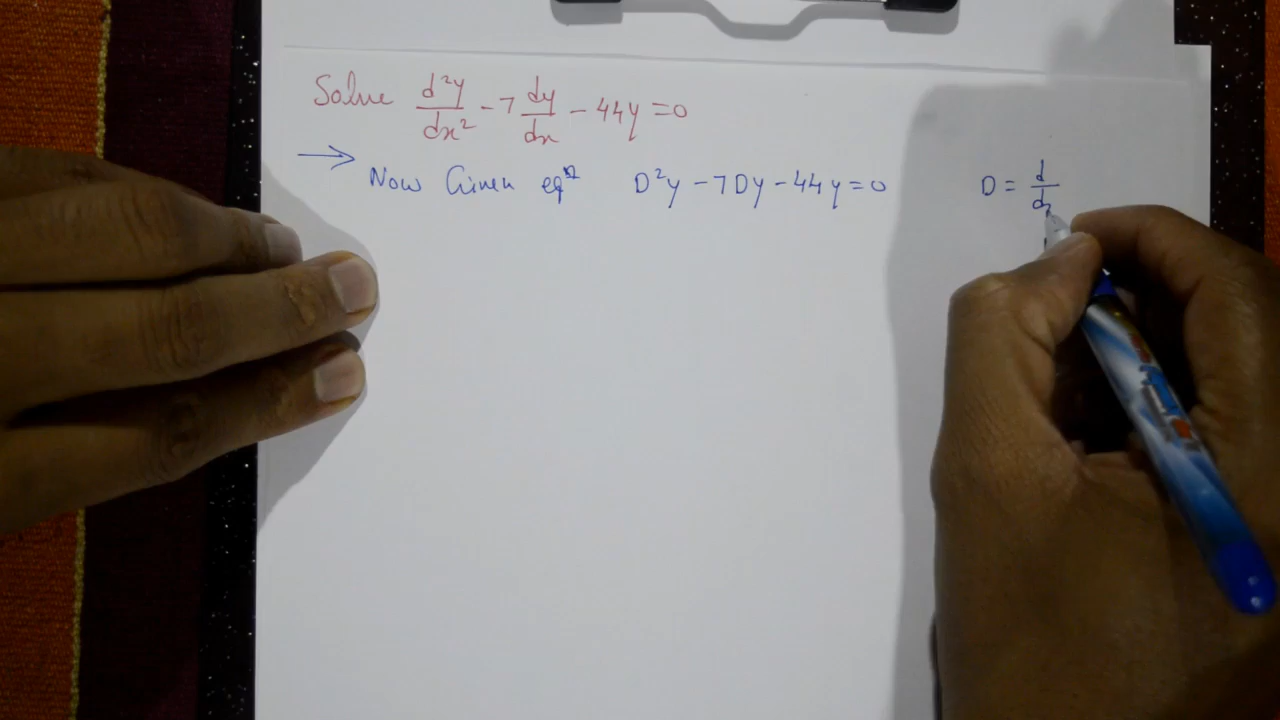 Solve d²y/dx² - 7 dy/dx - 44y = 0
→ Now Given eqⁿ D²y - 7Dy - 44y = 0 D = d/dx